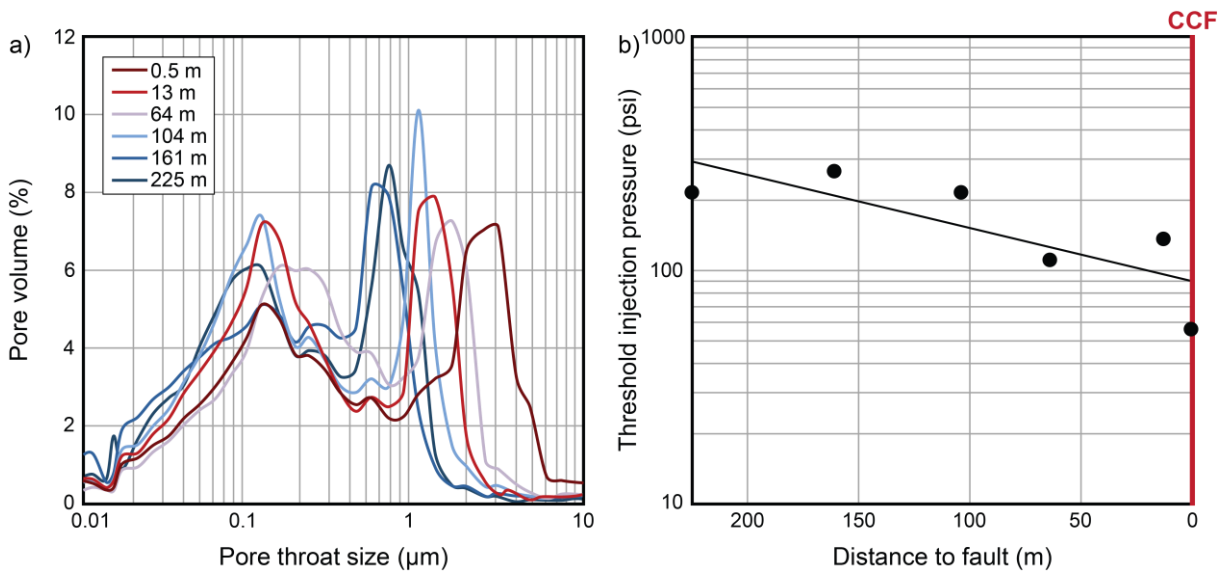 a)
Pore volume (%)
12
10
8
6
4
2
0
0.5 m
13 m
64 m
104 m
161 m
225 m
0.01
0.1
1
10
Pore throat size (µm)
b)
CCF
Threshold injection pressure (psi)
1000
100
10
200
150
100
50
0
Distance to fault (m)